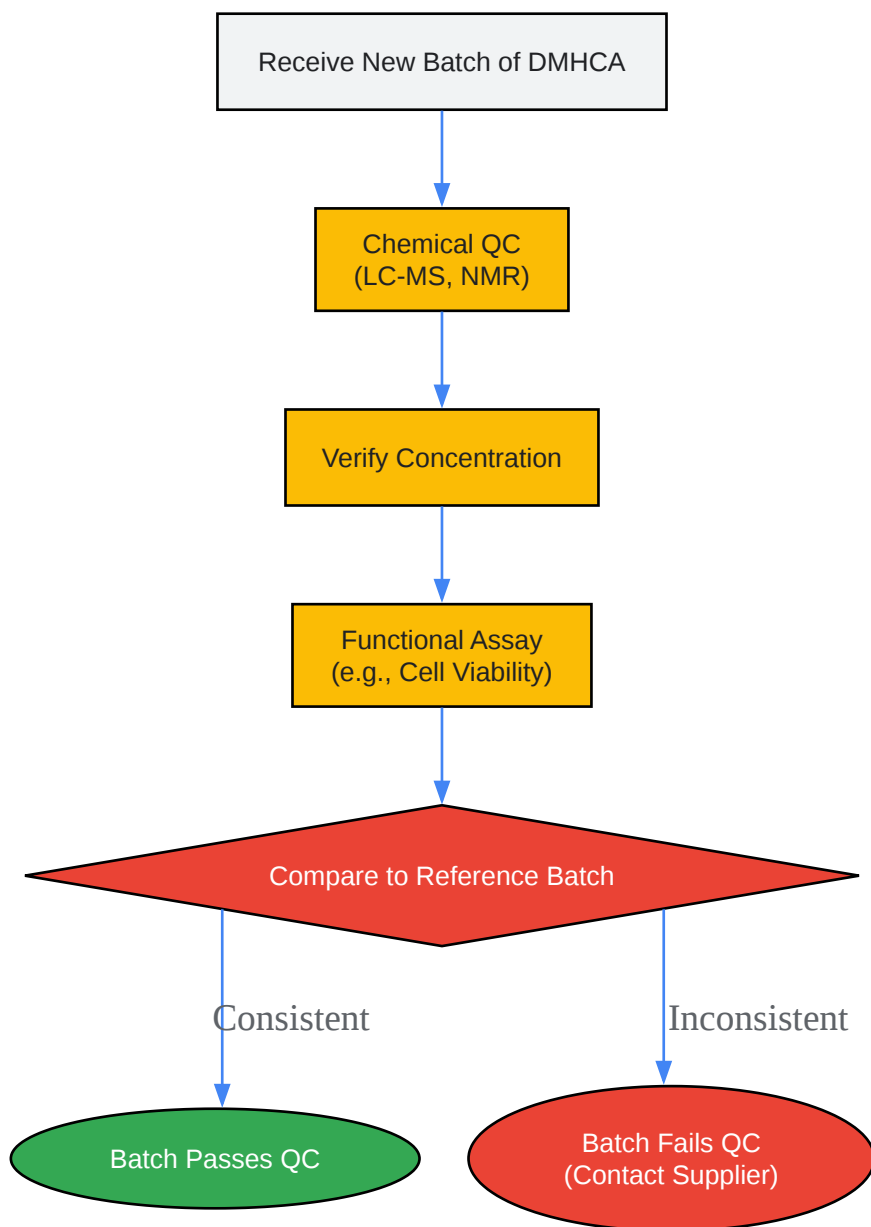 Receive New Batch of DMHCA
Chemical QC
(LC-MS, NMR)
Verify Concentration
Functional Assay
(e.g., Cell Viability)
Compare to Reference Batch
Consistent
Inconsistent
Batch Passes QC
Batch Fails QC
(Contact Supplier)